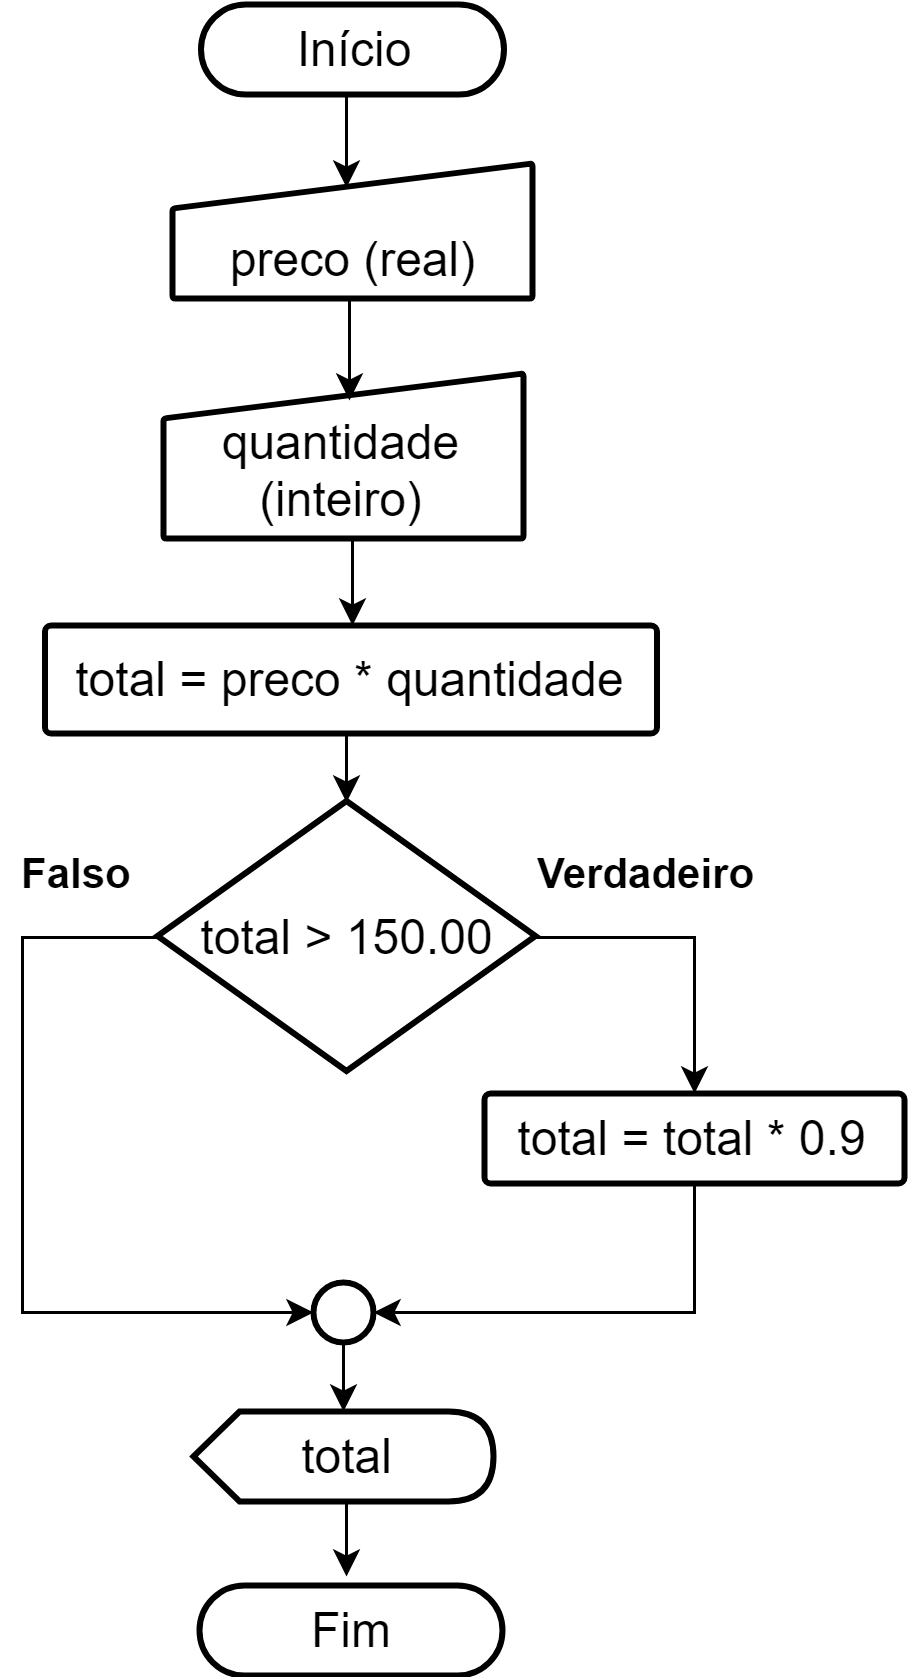 Início
preco (real)
quantidade
(inteiro)
total = preco * quantidade
Falso
Verdadeiro
total > 150.00
total = total * 0.9
total
Fim